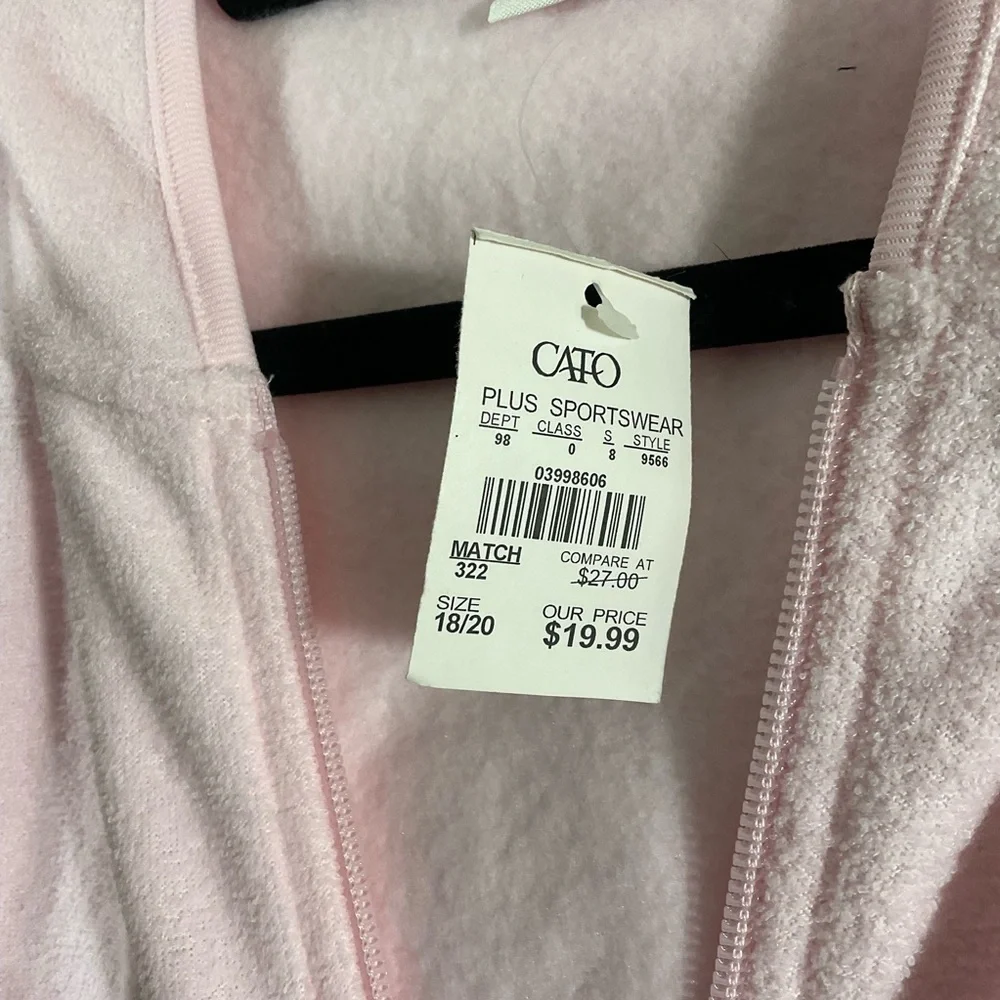 CATO
PLUS SPORTSWEAR
DEPT CLASS S STYLE
98 0 8 9566
03998606
MATCH COMPARE AT
322 $27.00
SIZE OUR PRICE
18/20 $19.99